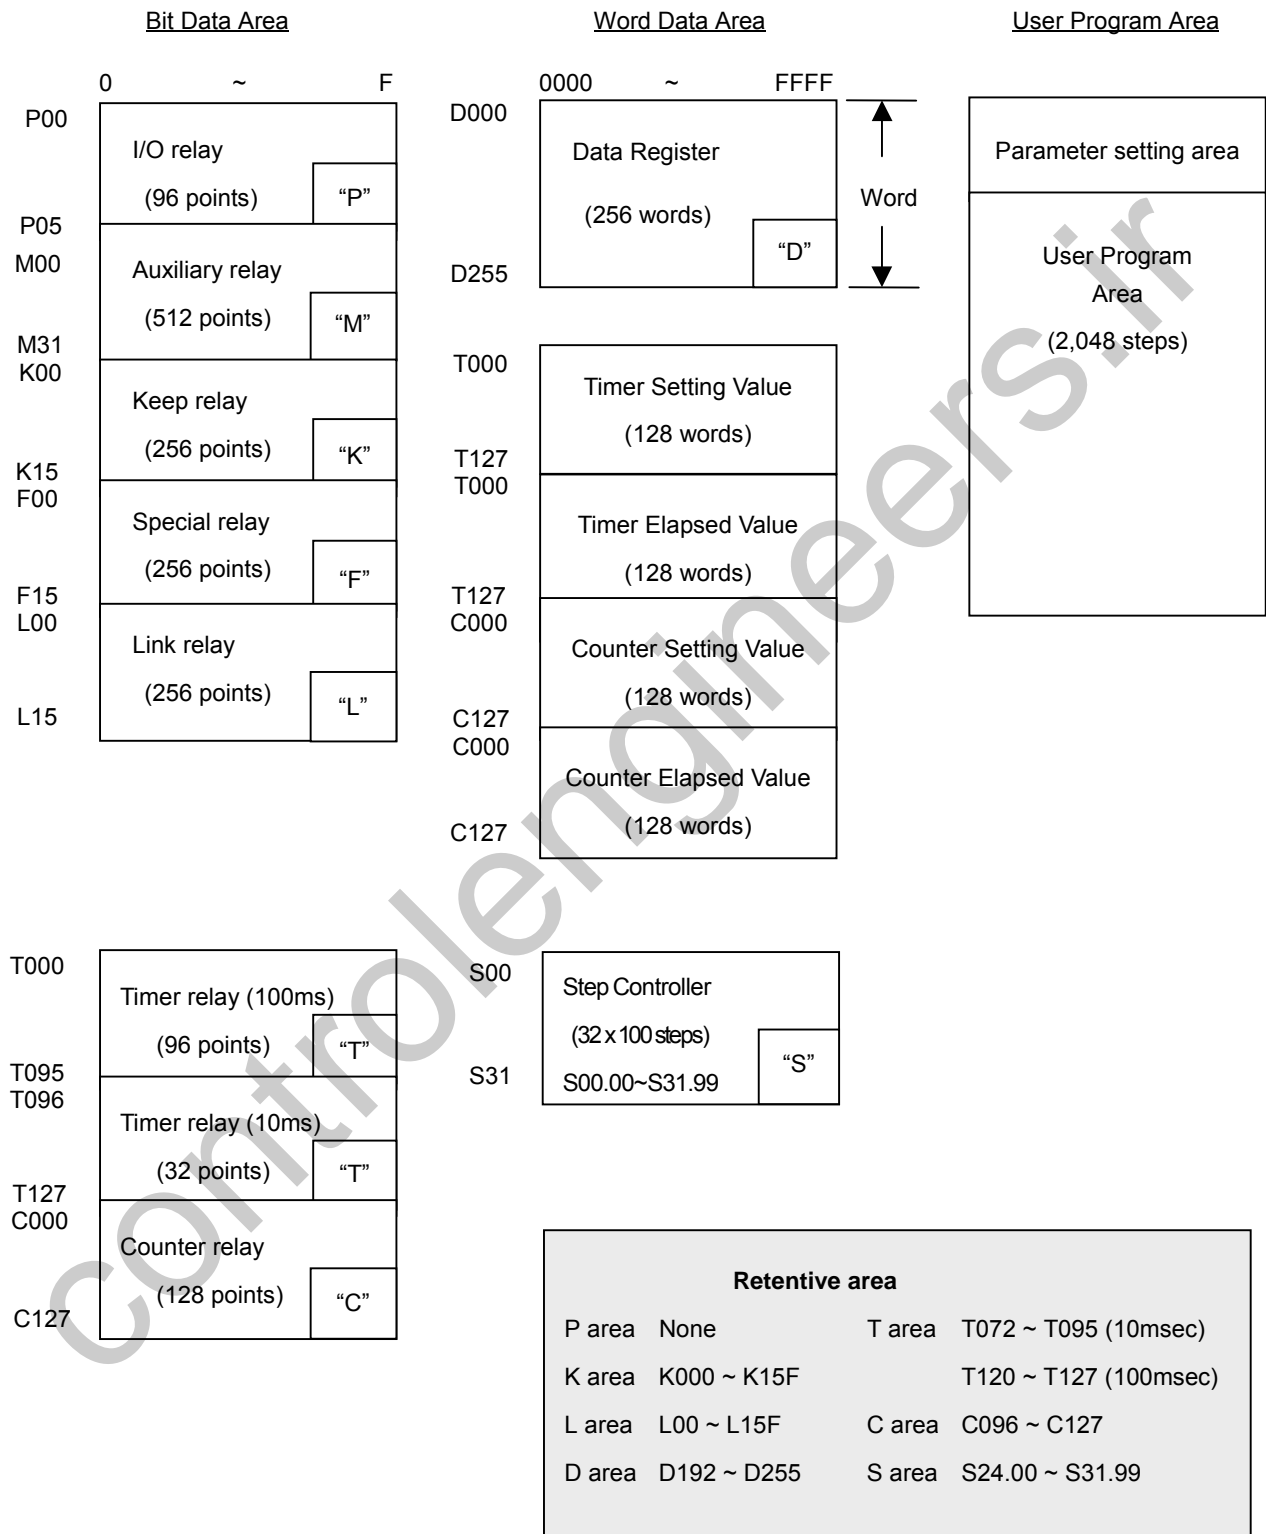 Bit Data Area
0 ~ F
P00
I/O relay
(96 points)
“P”
P05
M00
Auxiliary relay
(512 points)
“M”
M31
K00
Keep relay
(256 points)
“K”
K15
F00
Special relay
(256 points)
“F”
F15
L00
Link relay
(256 points)
“L”
L15
T000
Timer relay (100ms)
(96 points)
“T”
T095
T096
Timer relay (10ms)
(32 points)
“T”
T127
C000
Counter relay
(128 points)
“C”
C127
Word Data Area
0000 ~ FFFF
D000
Data Register
(256 words)
“D”
D255
Word
T000
Timer Setting Value
(128 words)
T127
T000
Timer Elapsed Value
(128 words)
T127
C000
Counter Setting Value
(128 words)
C127
C000
Counter Elapsed Value
(128 words)
C127
S00
Step Controller
(32 x 100 steps)
S00.00~S31.99
“S”
S31
User Program Area
Parameter setting area
User Program
Area
(2,048 steps)
Retentive area
P area None T area T072 ~ T095 (10msec)
K area K000 ~ K15F T120 ~ T127 (100msec)
L area L00 ~ L15F C area C096 ~ C127
D area D192 ~ D255 S area S24.00 ~ S31.99
controlengineers.ir